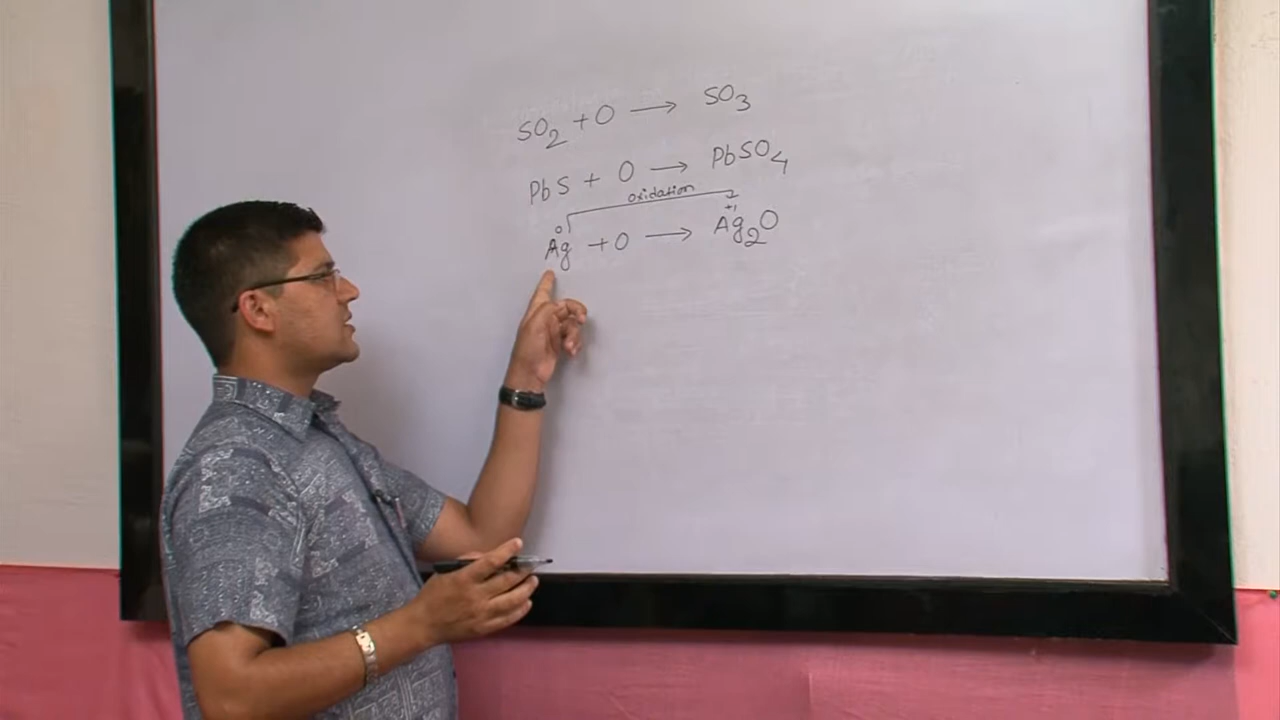 SO₂ + O ⟶ SO₃
PbS + O ⟶ PbSO₄
oxidation
0 +1
Ag + O ⟶ Ag₂O